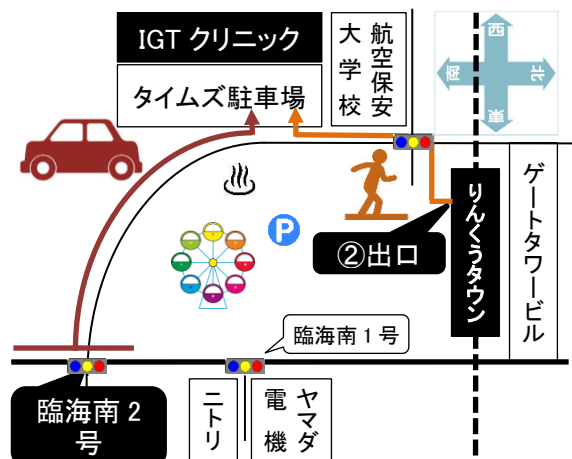 IGT クリニック
タイムズ駐車場
航空保安
大学校
西
南
北
東
ゲートタワービル
りんくうタウン
②出口
P
臨海南1号
臨海南 2
号
ニトリ
ヤマダ
電機